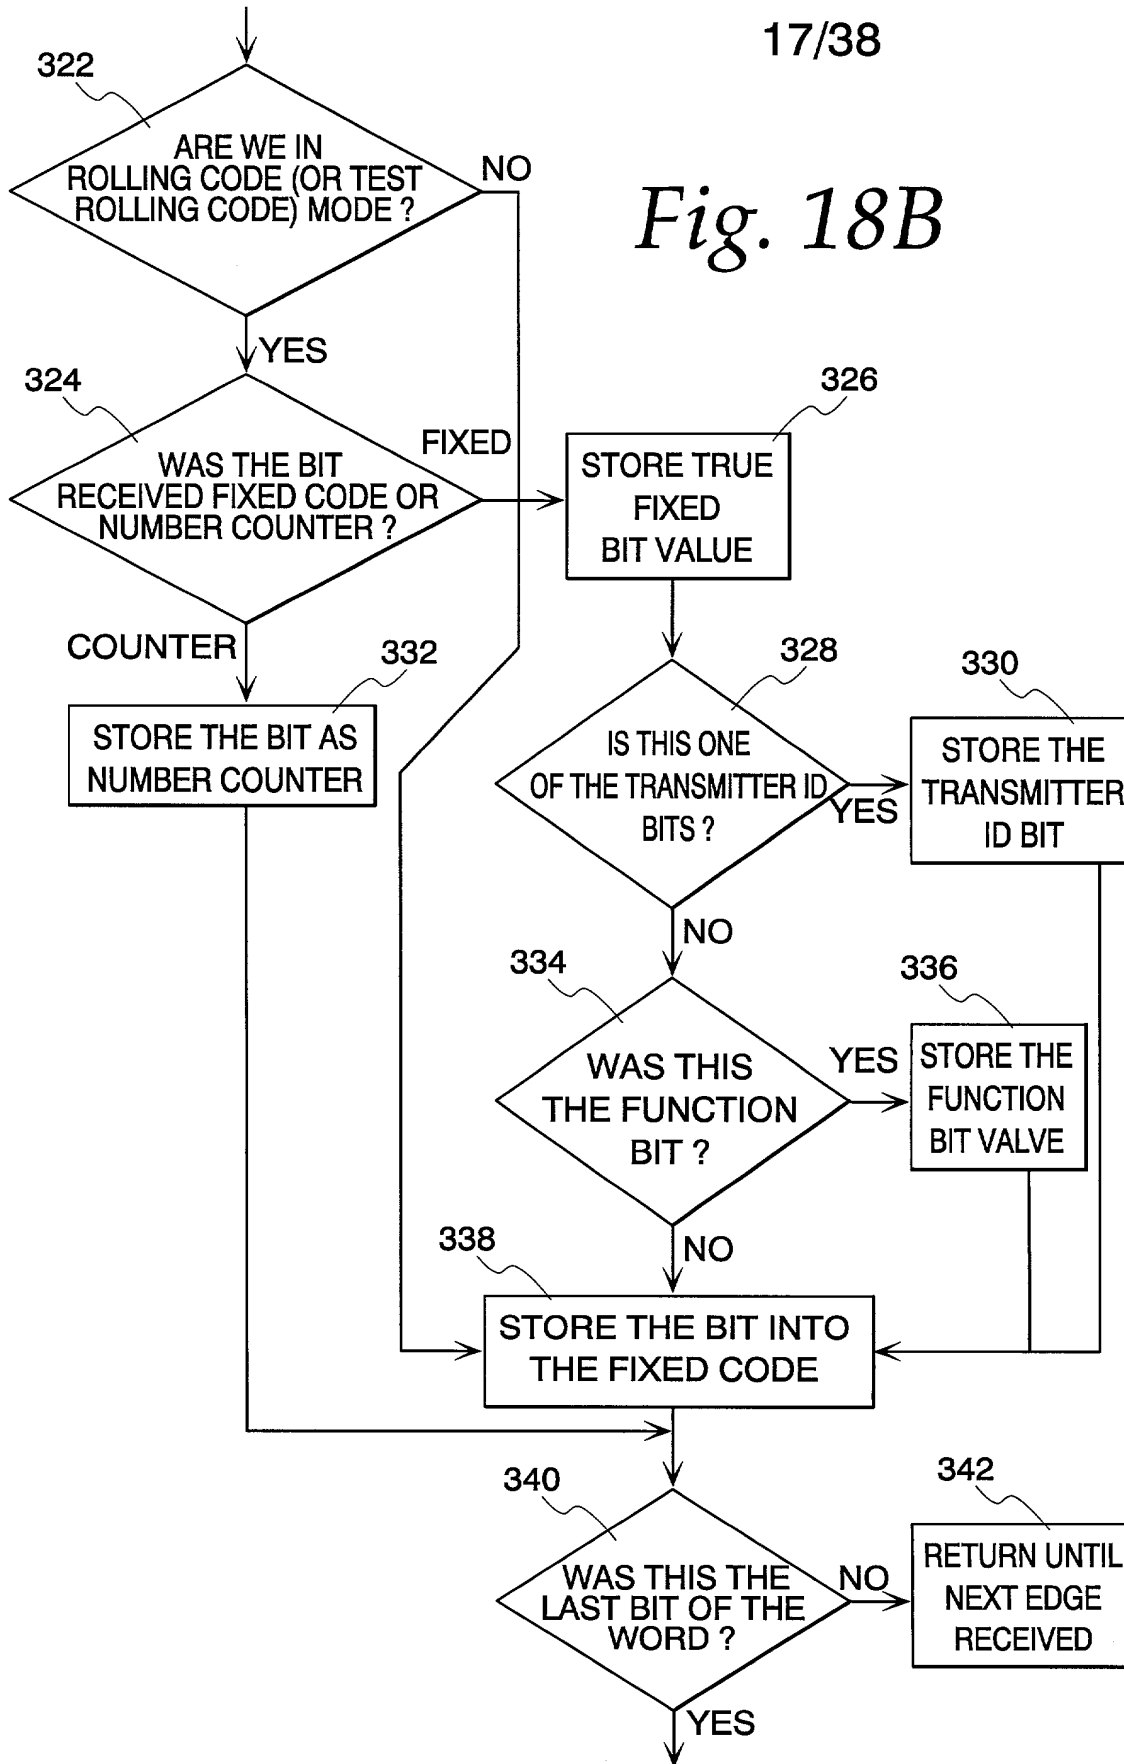 17/38
322
ARE WE IN
ROLLING CODE (OR TEST
ROLLING CODE) MODE ?
NO
Fig. 18B
YES
324
WAS THE BIT
RECEIVED FIXED CODE OR
NUMBER COUNTER ?
FIXED
326
STORE TRUE
FIXED
BIT VALUE
COUNTER
332
STORE THE BIT AS
NUMBER COUNTER
328
IS THIS ONE
OF THE TRANSMITTER ID
BITS ?
YES
330
STORE THE
TRANSMITTER
ID BIT
NO
334
WAS THIS
THE FUNCTION
BIT ?
YES
336
STORE THE
FUNCTION
BIT VALVE
NO
338
STORE THE BIT INTO
THE FIXED CODE
340
WAS THIS THE
LAST BIT OF THE
WORD ?
NO
342
RETURN UNTIL
NEXT EDGE
RECEIVED
YES